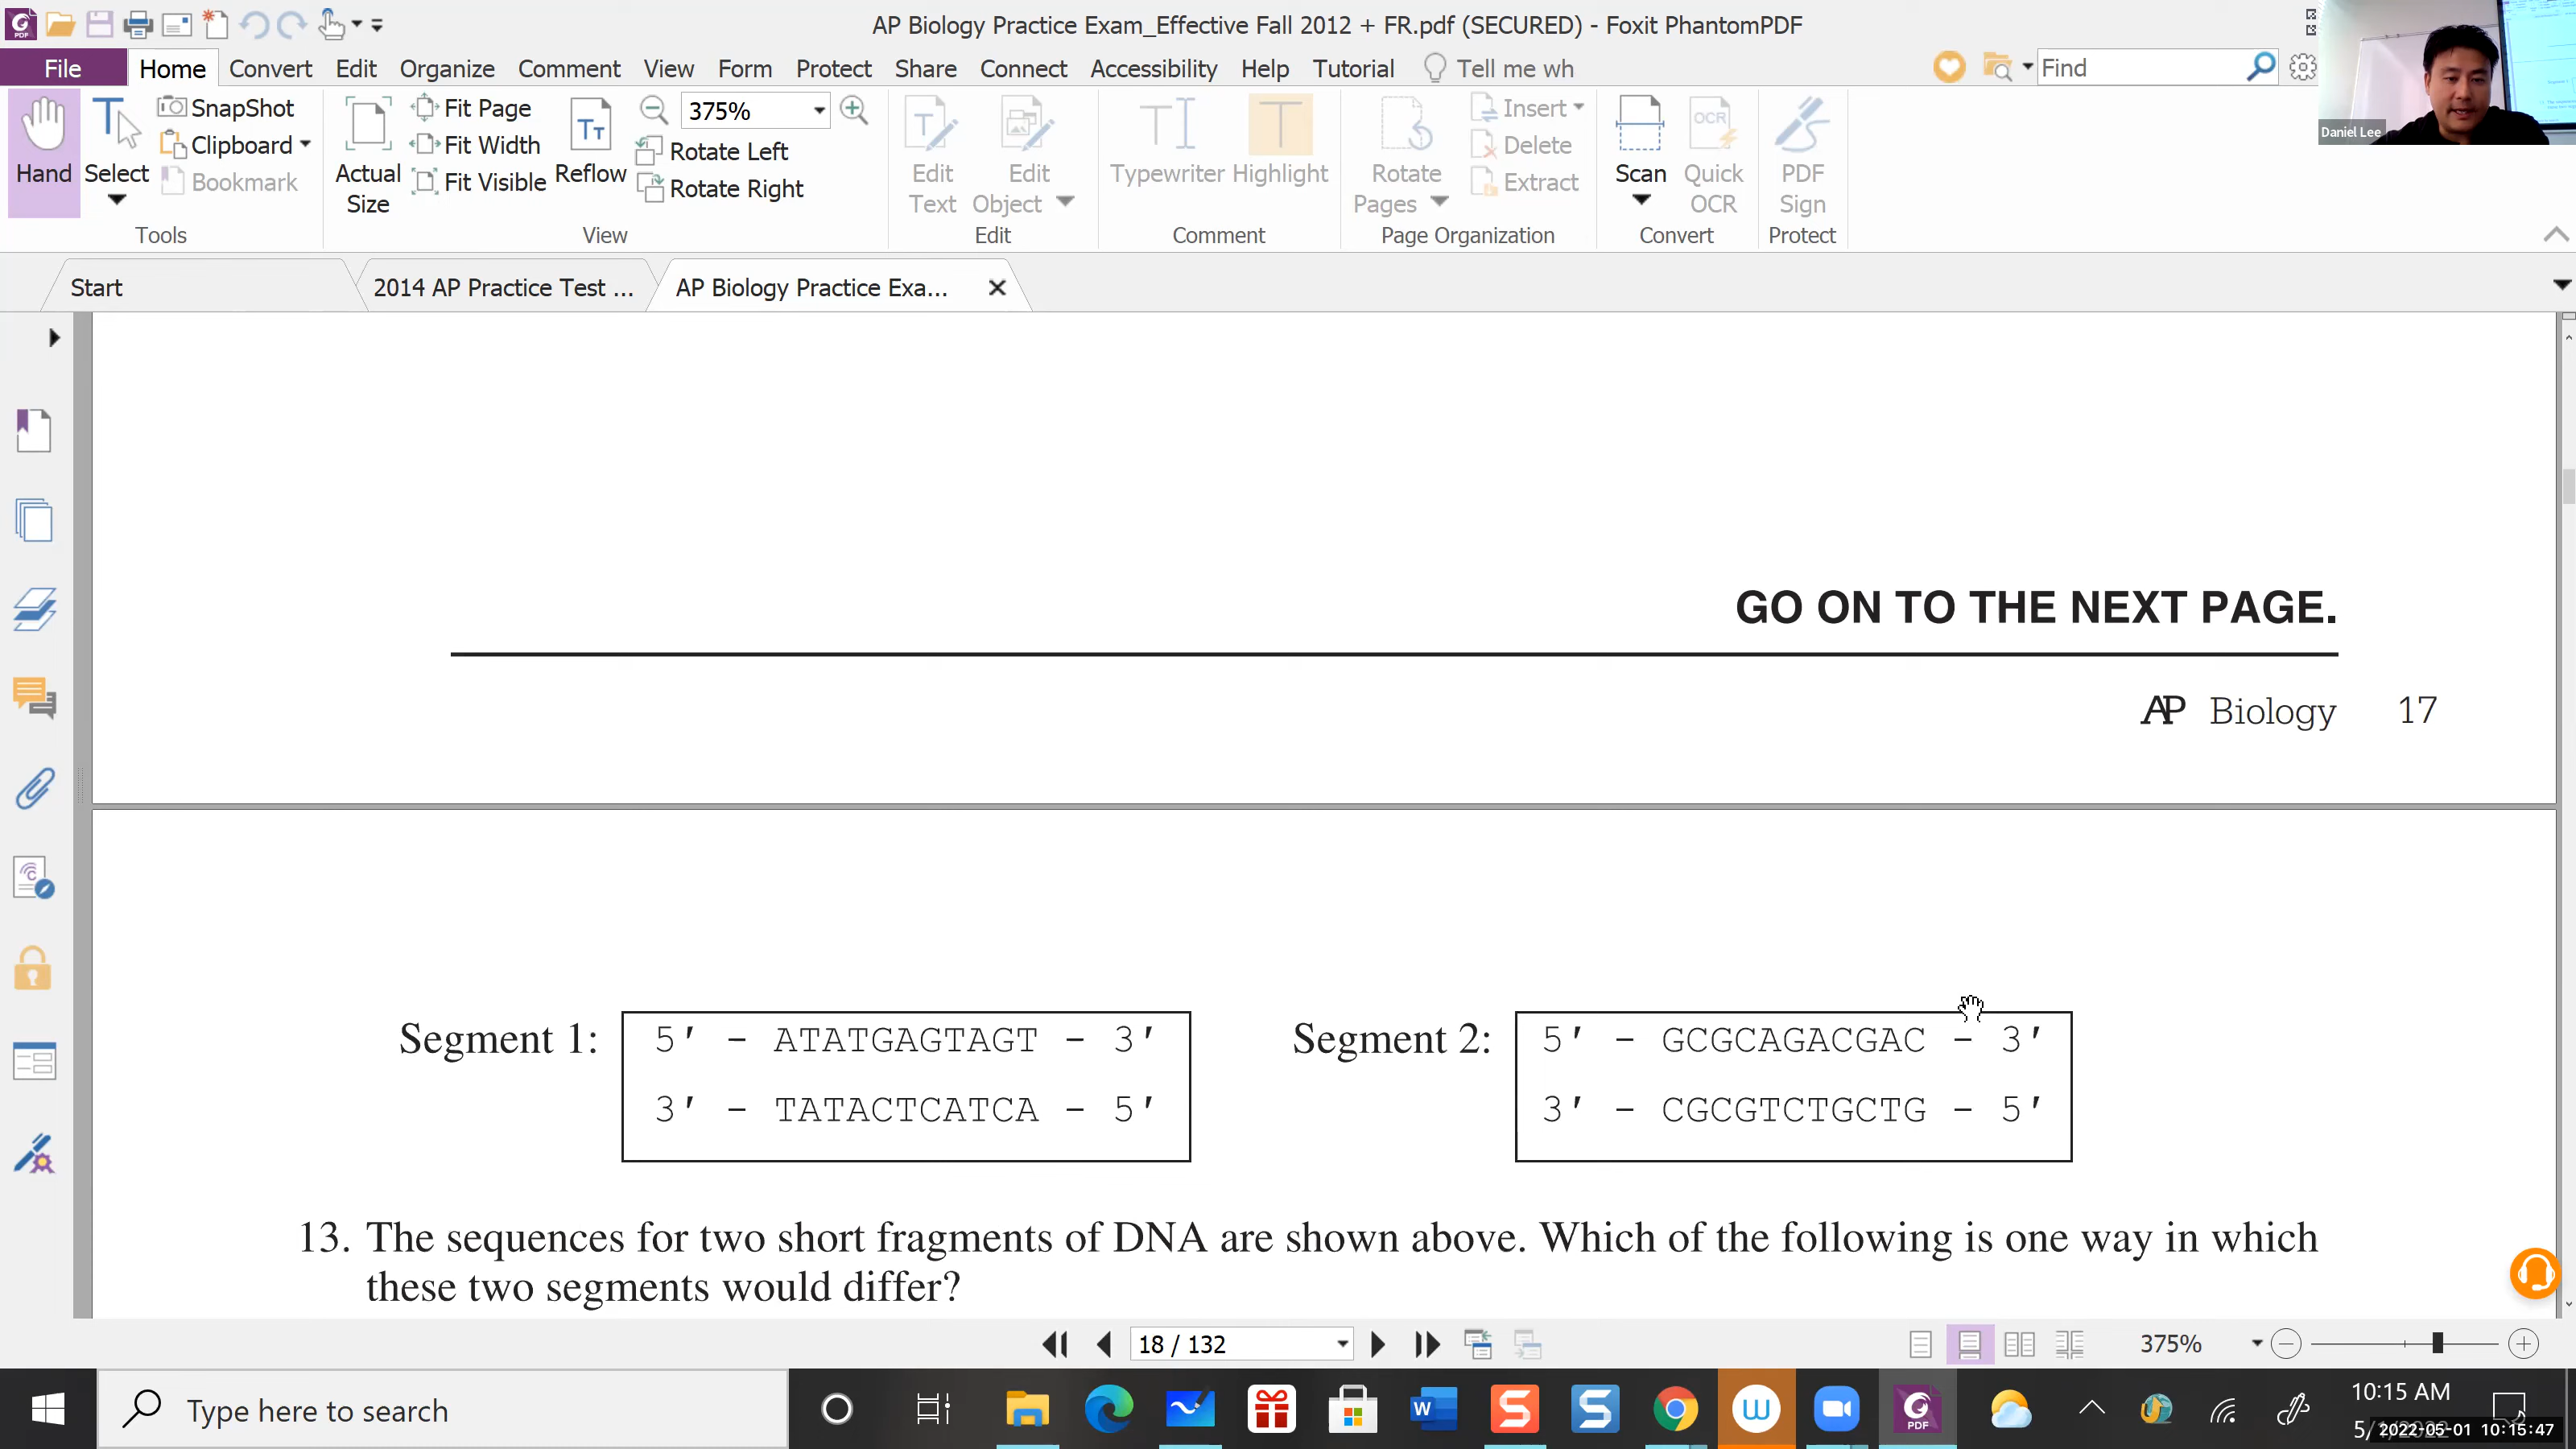 AP Biology Practice Exam_Effective Fall 2012 + FR.pdf (SECURED) - Foxit PhantomPDF
File Home Convert Edit Organize Comment View Form Protect Share Connect Accessibility Help Tutorial Tell me wh Find
Daniel Lee
Hand Select SnapShot Clipboard Bookmark
Tools
Actual Size Fit Page Fit Width Fit Visible Reflow 375% Rotate Left Rotate Right
View
Edit Text Edit Object
Edit
Typewriter Highlight
Comment
Rotate Pages Insert Delete Extract
Page Organization
Scan Quick OCR
Convert
PDF Sign
Protect
Start 2014 AP Practice Test ... AP Biology Practice Exa...
GO ON TO THE NEXT PAGE.
AP Biology 17
Segment 1: 5′ - ATATGAGTAGT - 3′
3′ - TATACTCATCA - 5′
Segment 2: 5′ - GCGCAGACGAC - 3′
3′ - CGCGTCTGCTG - 5′
13. The sequences for two short fragments of DNA are shown above. Which of the following is one way in which
these two segments would differ?
18 / 132 375%
Type here to search
10:15 AM
2022-05-01 10:15:47